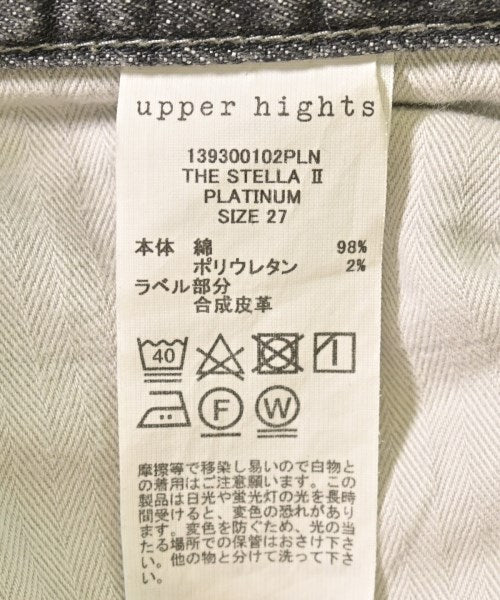 upper hights
139300102PLN
THE STELLA Ⅱ
PLATINUM
SIZE 27
本体 綿 98%
ポリウレタン 2%
ラベル部分
合成皮革
40
F W
摩擦等で移染し易いので白物と
の着用はご注意願います。この
製品は日光や蛍光灯の光を長時
間受けると、変色の恐れがあり
ます。変色を防ぐため、光の当
たる場所での保管はおさけ下さ
い。他の物と分けて洗って下さ
い。